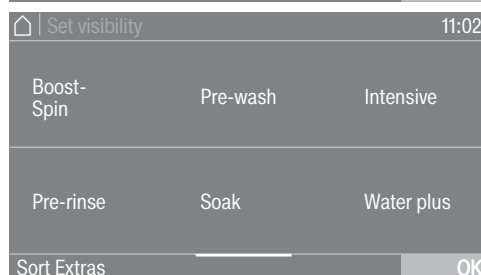 Set visibility 11:02
Boost-
Spin
Pre-wash
Intensive
Pre-rinse
Soak
Water plus
Sort Extras OK